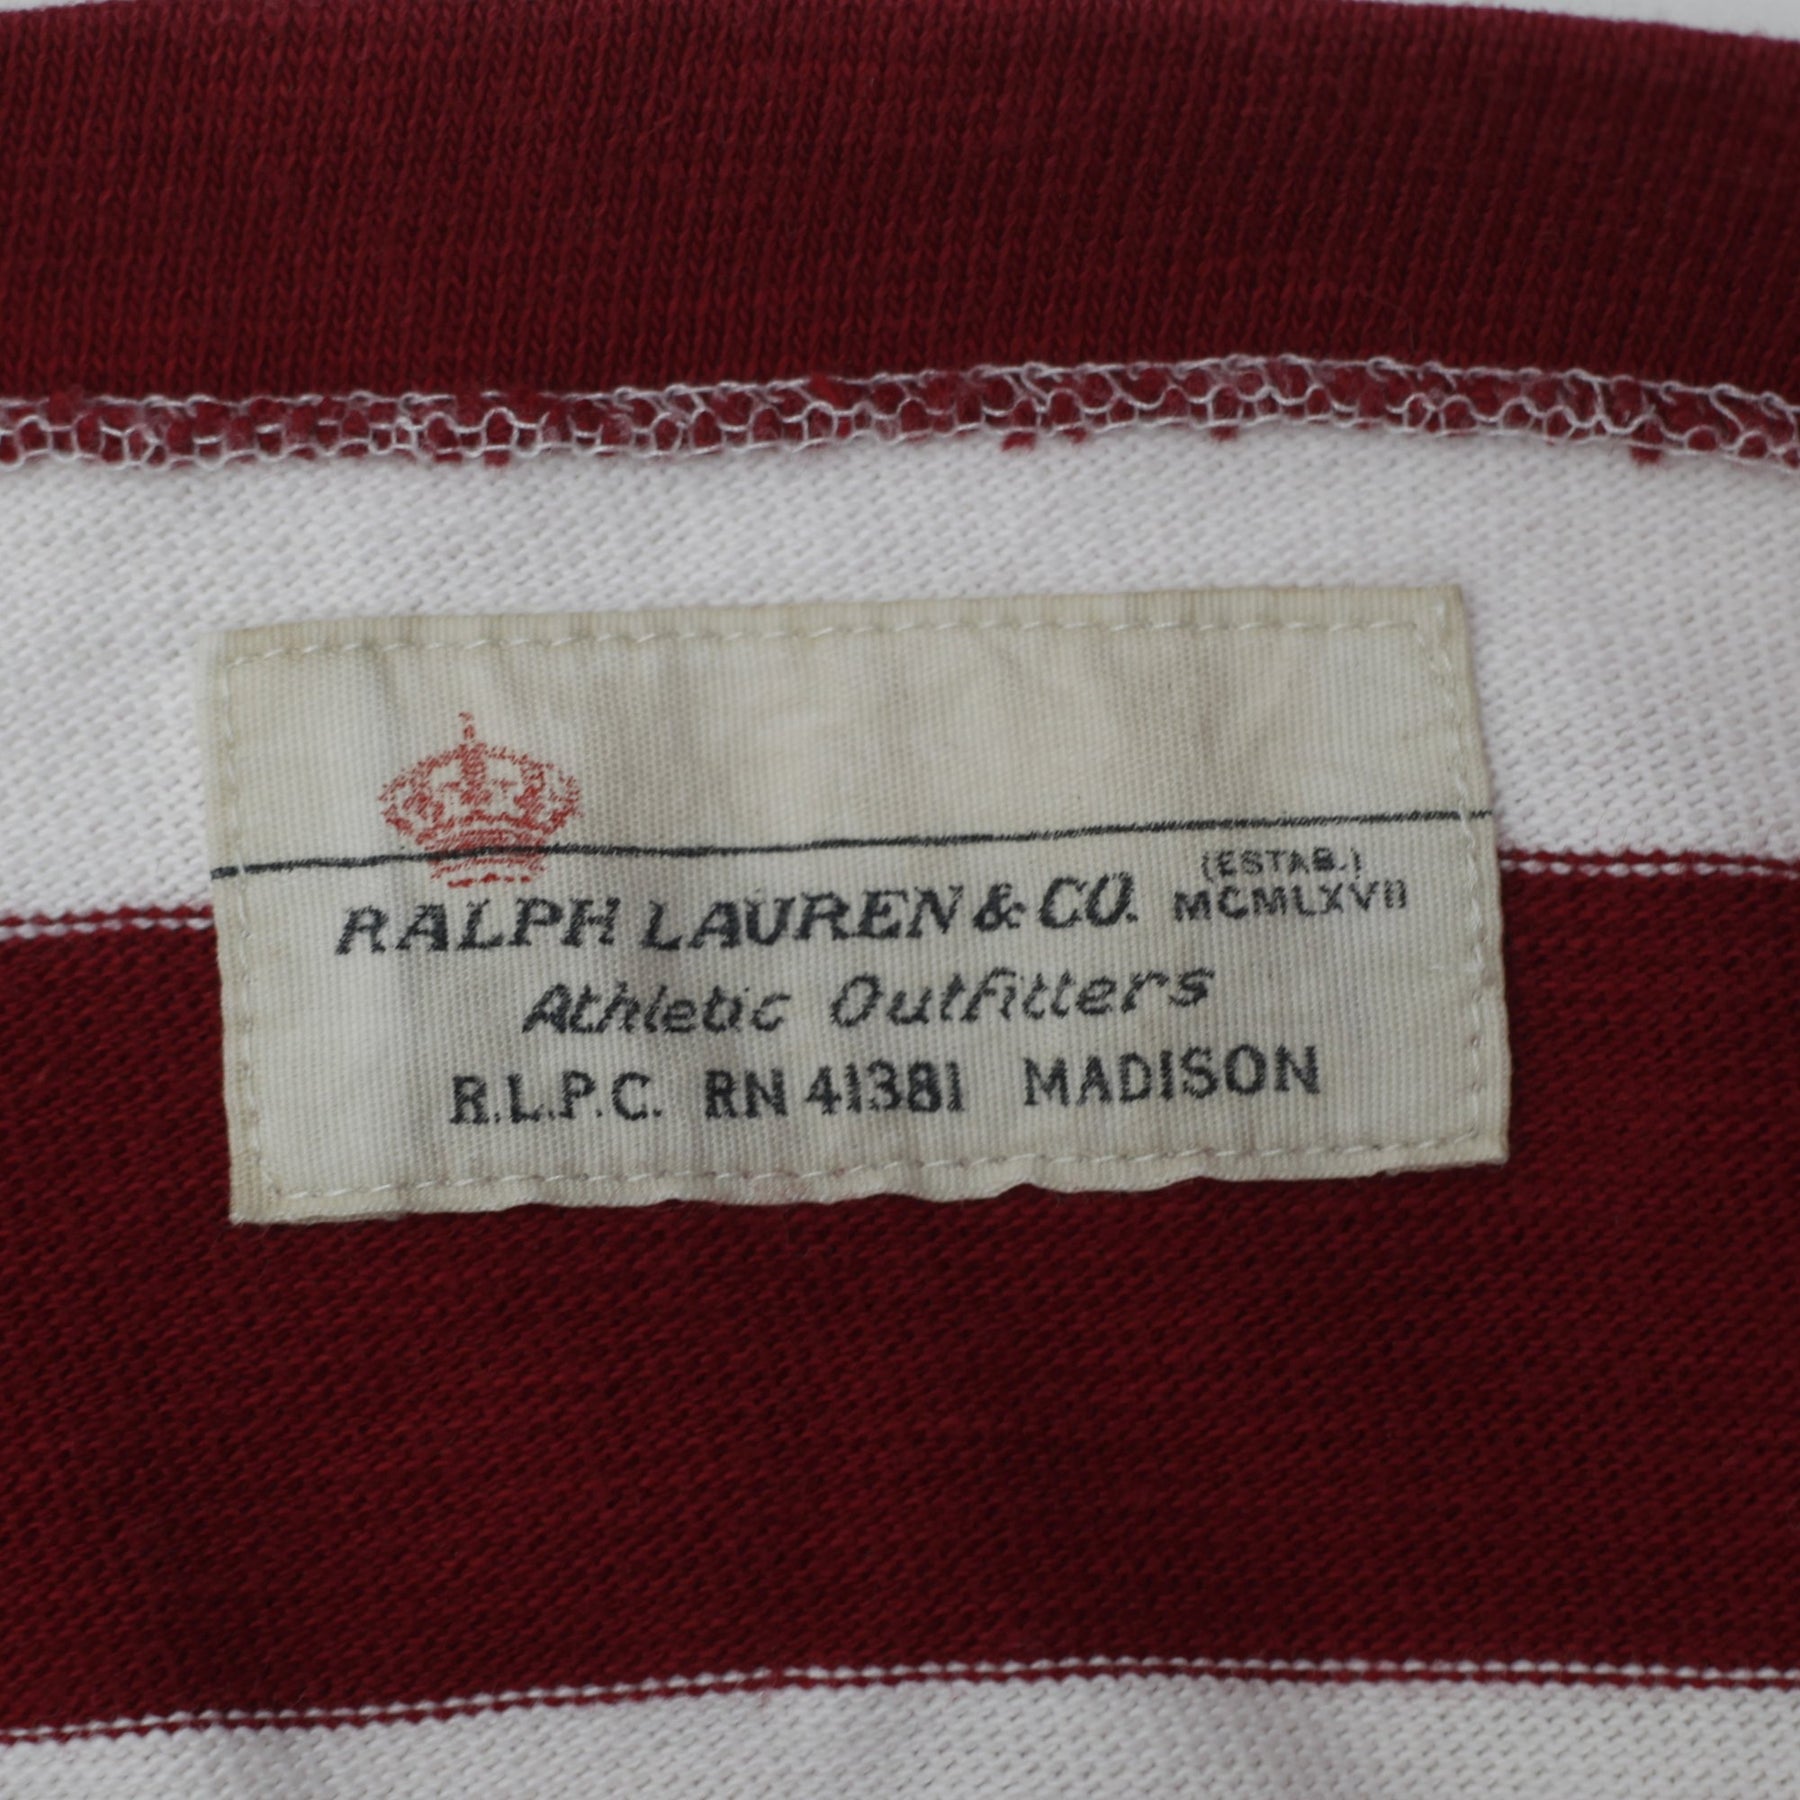 (ESTAB.)
RALPH LAUREN & CO. MCMLXVII
Athletic Outfitters
R.L.P.C. RN 41381 MADISON